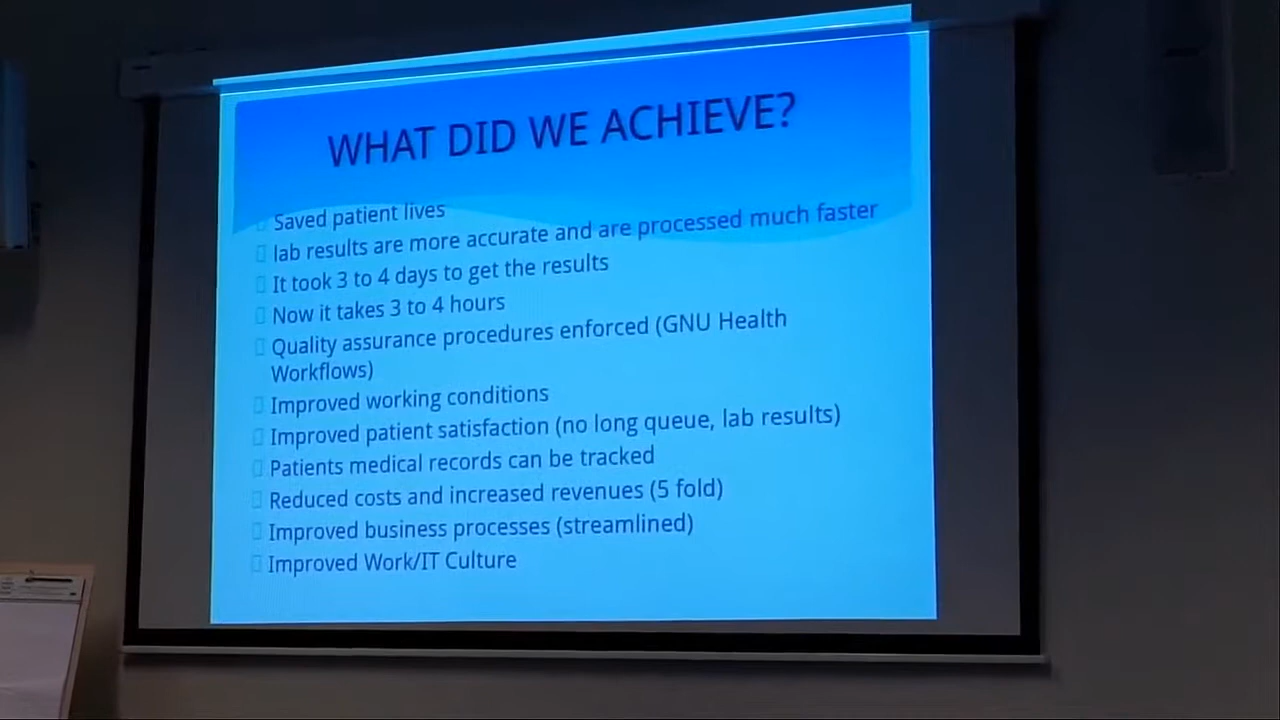 WHAT DID WE ACHIEVE?
Saved patient lives
lab results are more accurate and are processed much faster
It took 3 to 4 days to get the results
Now it takes 3 to 4 hours
Quality assurance procedures enforced (GNU Health
Workflows)
Improved working conditions
Improved patient satisfaction (no long queue, lab results)
Patients medical records can be tracked
Reduced costs and increased revenues (5 fold)
Improved business processes (streamlined)
Improved Work/IT Culture